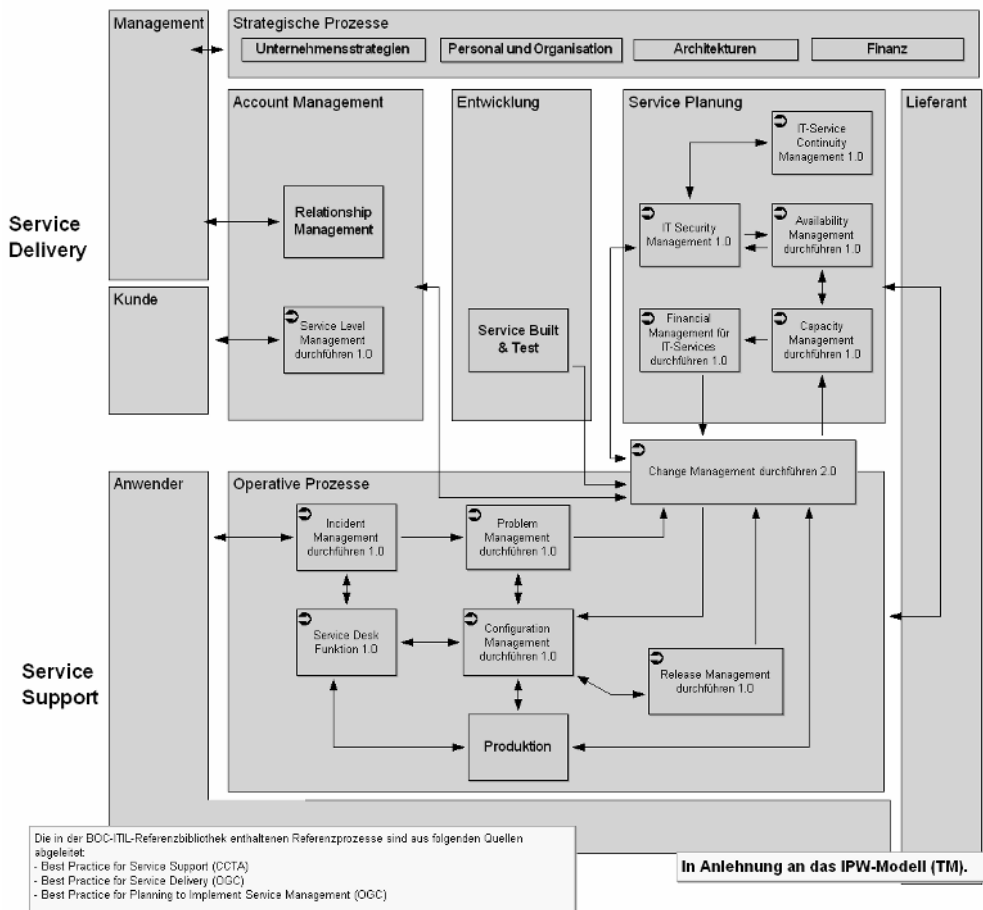 Management
Strategische Prozesse
Unternehmensstrategien
Personal und Organisation
Architekturen
Finanz
Account Management
Entwicklung
Service Planung
Lieferant
IT-Service
Continuity
Management 1.0
Service
Delivery
Relationship
Management
IT Security
Management 1.0
Availability
Management
durchführen 1.0
Kunde
Service Level
Management
durchführen 1.0
Service Built
& Test
Financial
Management für
IT-Services
durchführen 1.0
Capacity
Management
durchführen 1.0
Change Management durchführen 2.0
Anwender
Operative Prozesse
Incident
Management
durchführen 1.0
Problem
Management
durchführen 1.0
Service Desk
Funktion 1.0
Configuration
Management
durchführen 1.0
Service
Support
Release Management
durchführen 1.0
Produktion
Die in der BOC-ITIL-Referenzbibliothek enthaltenen Referenzprozesse sind aus folgenden Quellen
abgeleitet:
- Best Practice for Service Support (CCTA)
- Best Practice for Service Delivery (OGC)
- Best Practice for Planning to Implement Service Management (OGC)
In Anlehnung an das IPW-Modell (TM).